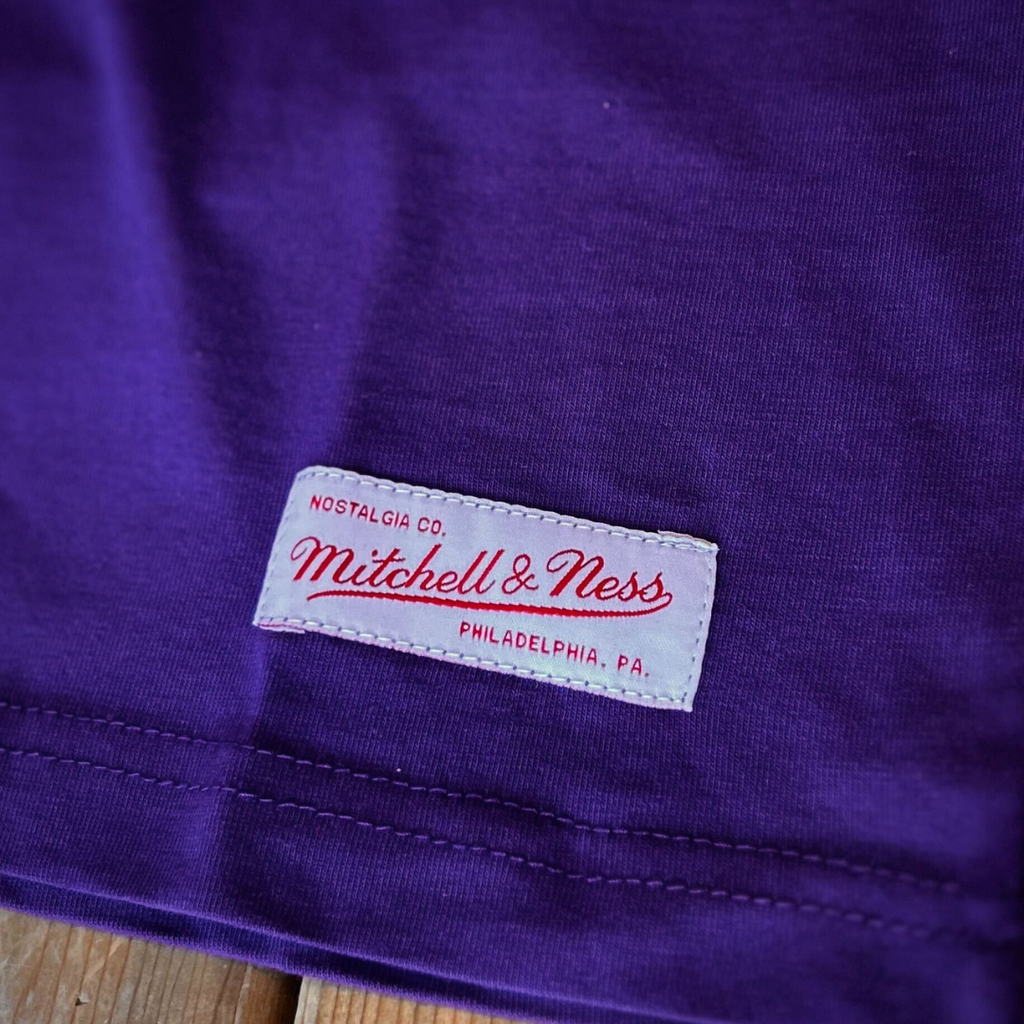 NOSTALGIA CO.
Mitchell & Ness
PHILADELPHIA, PA.